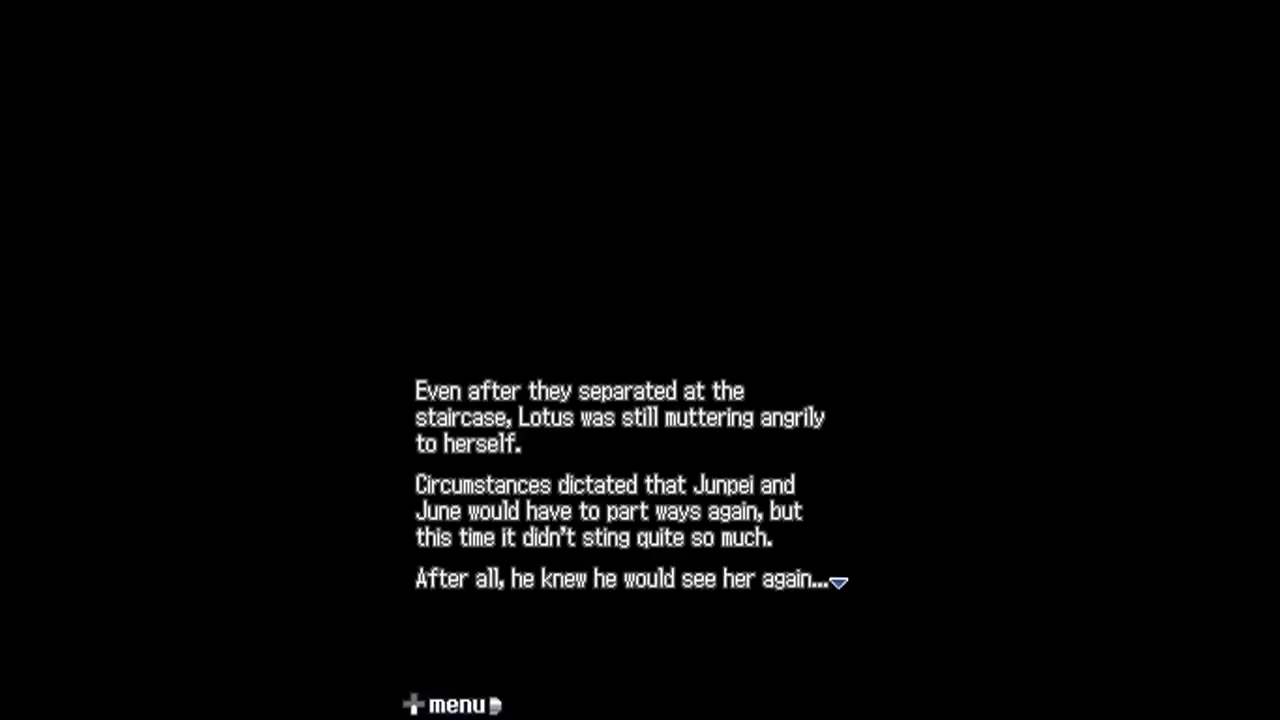 Even after they separated at the
staircase, Lotus was still muttering angrily
to herself.
Circumstances dictated that Junpei and
June would have to part ways again, but
this time it didn't sting quite so much.
After all, he knew he would see her again...
menu